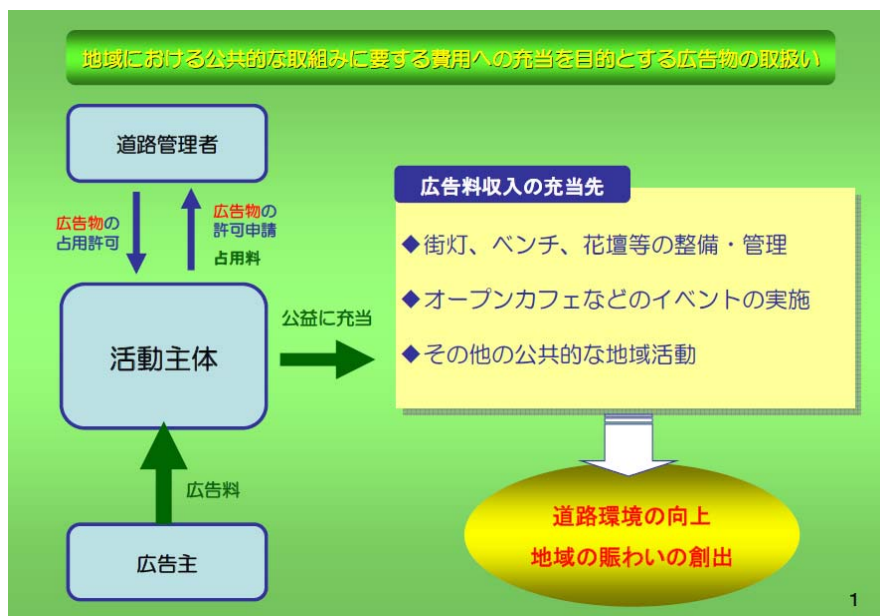 地域における公共的な取組みに要する費用への充当を目的とする広告物の取扱い
道路管理者
広告物の
占用許可
広告物の
許可申請
占用料
活動主体
公益に充当
広告料
広告主
広告料収入の充当先
◆街灯、ベンチ、花壇等の整備・管理
◆オープンカフェなどのイベントの実施
◆その他の公共的な地域活動
道路環境の向上
地域の賑わいの創出
1